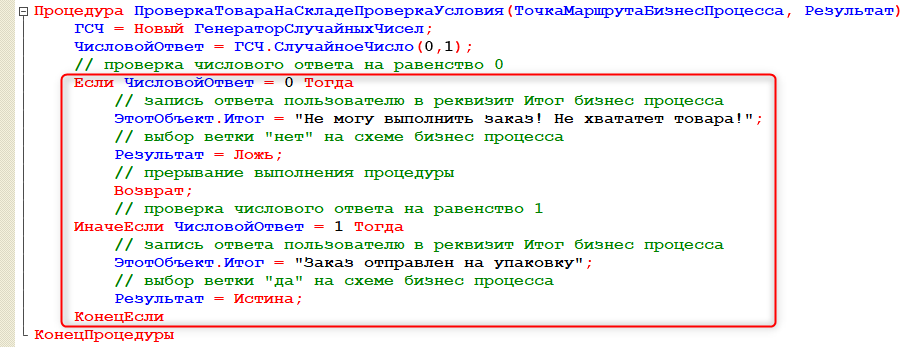 Процедура ПроверкаТовараНаСкладеПроверкаУсловия(ТочкаМаршрутаБизнесПроцесса, Результат)
ГСЧ = Новый ГенераторСлучайныхЧисел;
ЧисловойОтвет = ГСЧ.СлучайноеЧисло(0,1);
// проверка числового ответа на равенство 0
Если ЧисловойОтвет = 0 Тогда
// запись ответа пользователю в реквизит Итог бизнес процесса
ЭтотОбъект.Итог = "Не могу выполнить заказ! Не хвататет товара!";
// выбор ветки "нет" на схеме бизнес процесса
Результат = Ложь;
// прерывание выполнения процедуры
Возврат;
// проверка числового ответа на равенство 1
ИначеЕсли ЧисловойОтвет = 1 Тогда
// запись ответа пользователю в реквизит Итог бизнес процесса
ЭтотОбъект.Итог = "Заказ отправлен на упаковку";
// выбор ветки "да" на схеме бизнес процесса
Результат = Истина;
КонецЕсли
КонецПроцедуры